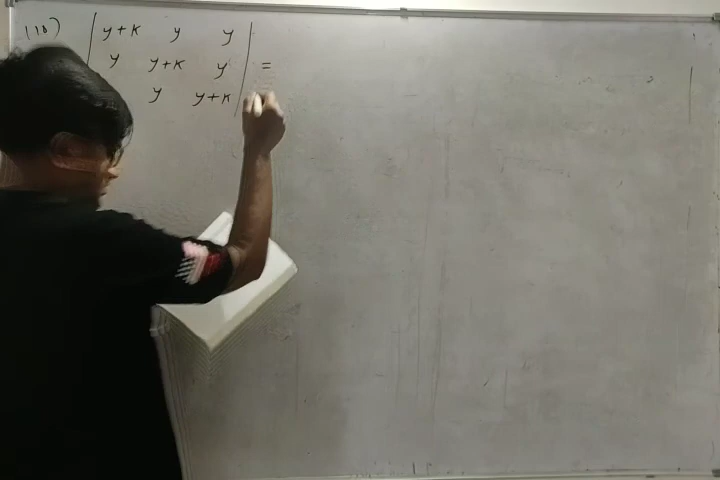 (18) | y+k y y |
| y y+k y | =
y y+k |